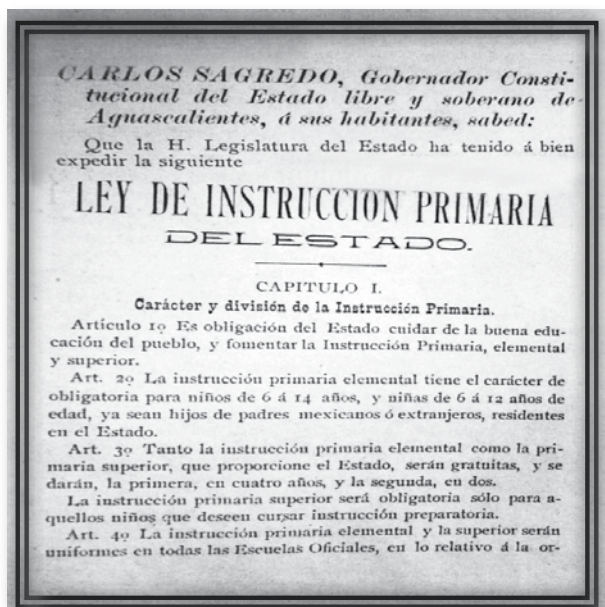 CARLOS SAGREDO, Gobernador Consti-
tucional del Estado libre y soberano de
Aguascalientes, á sus habitantes, sabed:
Que la H. Legislatura del Estado ha tenido á bien
expedir la siguiente
LEY DE INSTRUCCION PRIMARIA
DEL ESTADO.
CAPITULO I.
Carácter y división de la Instrucción Primaria.
Artículo 1º Es obligación del Estado cuidar de la buena edu-
cación del pueblo, y fomentar la Instrucción Primaria, elemental
y superior.
Art. 2º La instrucción primaria elemental tiene el carácter de
obligatoria para niños de 6 á 14 años, y niñas de 6 á 12 años de
edad, ya sean hijos de padres mexicanos ó extranjeros, residentes
en el Estado.
Art. 3º Tanto la instrucción primaria elemental como la pri-
maria superior, que proporcione el Estado, serán gratuitas, y se
darán, la primera, en cuatro años, y la segunda, en dos.
La instrucción primaria superior será obligatoria sólo para a-
quellos niños que deseen cursar instrucción preparatoria.
Art. 4º La instrucción primaria elemental y la superior serán
uniformes en todas las Escuelas Oficiales, en lo relativo á la or-